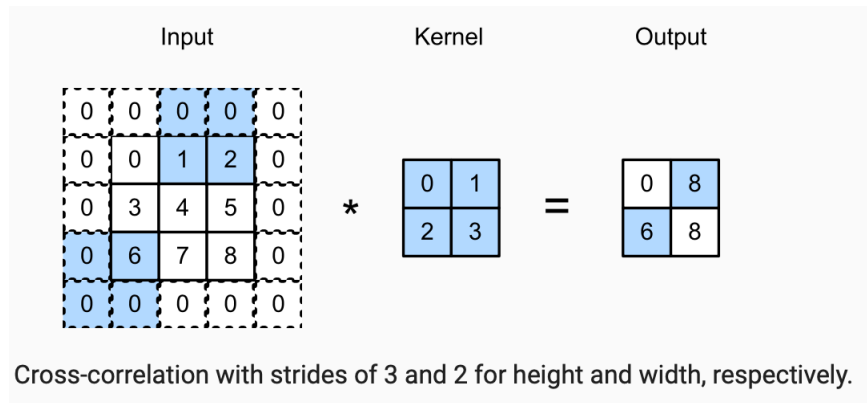 Input Kernel Output
0 0 0 0 0
0 0 1 2 0
0 1 0 8
0 3 4 5 0
* =
2 3 6 8
0 6 7 8 0
0 0 0 0 0
Cross-correlation with strides of 3 and 2 for height and width, respectively.